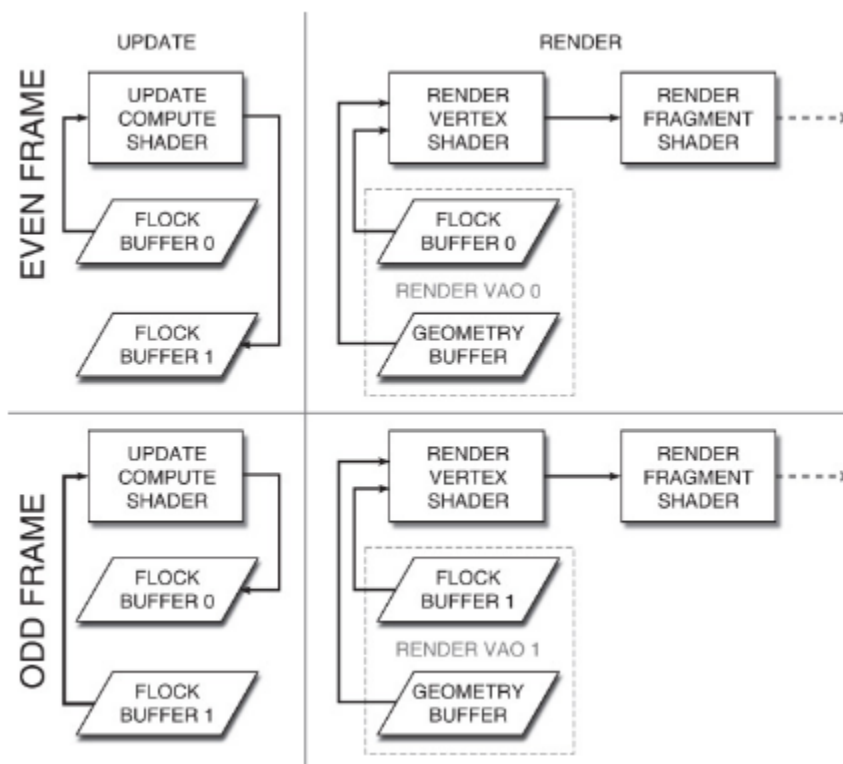 UPDATE
RENDER
EVEN FRAME
UPDATE
COMPUTE
SHADER
FLOCK
BUFFER 0
FLOCK
BUFFER 1
RENDER
VERTEX
SHADER
RENDER
FRAGMENT
SHADER
FLOCK
BUFFER 0
RENDER VAO 0
GEOMETRY
BUFFER
ODD FRAME
UPDATE
COMPUTE
SHADER
FLOCK
BUFFER 0
FLOCK
BUFFER 1
RENDER
VERTEX
SHADER
RENDER
FRAGMENT
SHADER
FLOCK
BUFFER 1
RENDER VAO 1
GEOMETRY
BUFFER